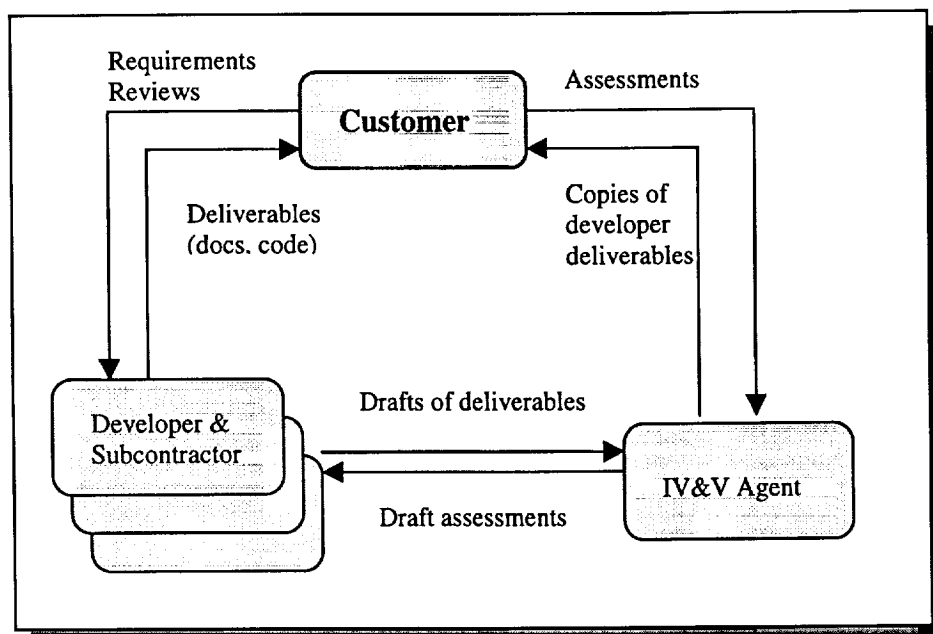 Requirements
Reviews
Customer
Assessments
Deliverables
(docs. code)
Copies of
developer
deliverables
Developer &
Subcontractor
Drafts of deliverables
Draft assessments
IV&V Agent